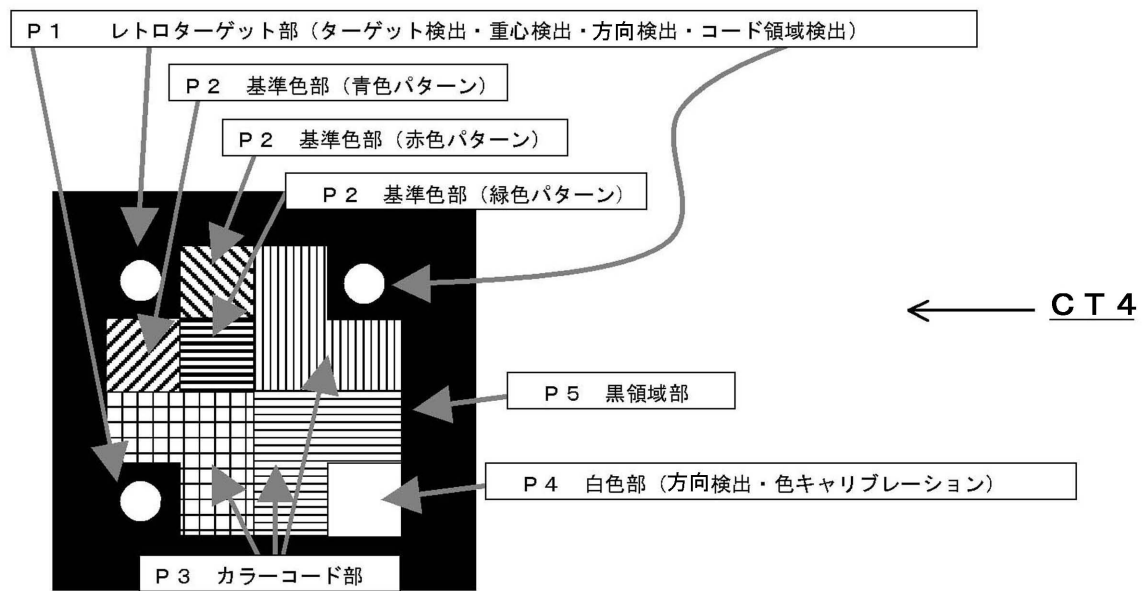 P1 レトロターゲット部（ターゲット検出・重心検出・方向検出・コード領域検出）
P2 基準色部（青色パターン）
P2 基準色部（赤色パターン）
P2 基準色部（緑色パターン）
CT4
P5 黒領域部
P4 白色部（方向検出・色キャリブレーション）
P3 カラーコード部